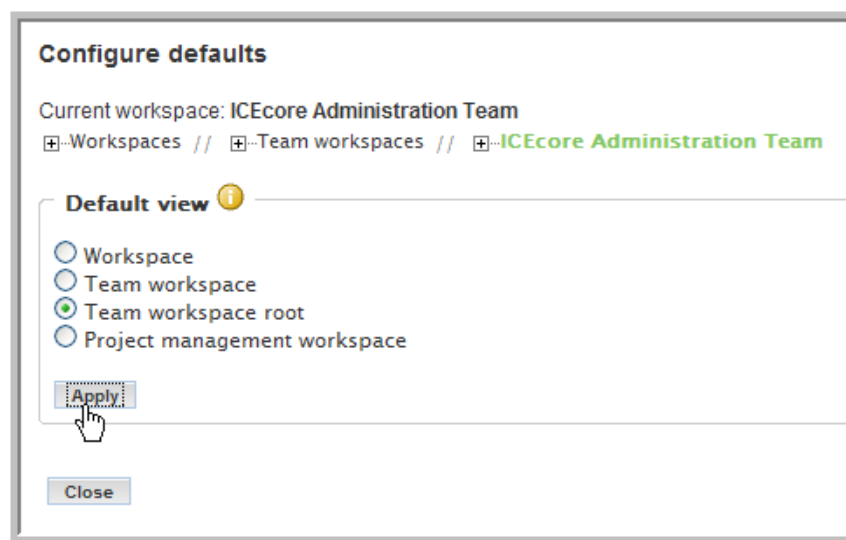 Configure defaults
Current workspace: ICEcore Administration Team
Workspaces // Team workspaces // ICEcore Administration Team
Default view
Workspace
Team workspace
Team workspace root
Project management workspace
Apply
Close